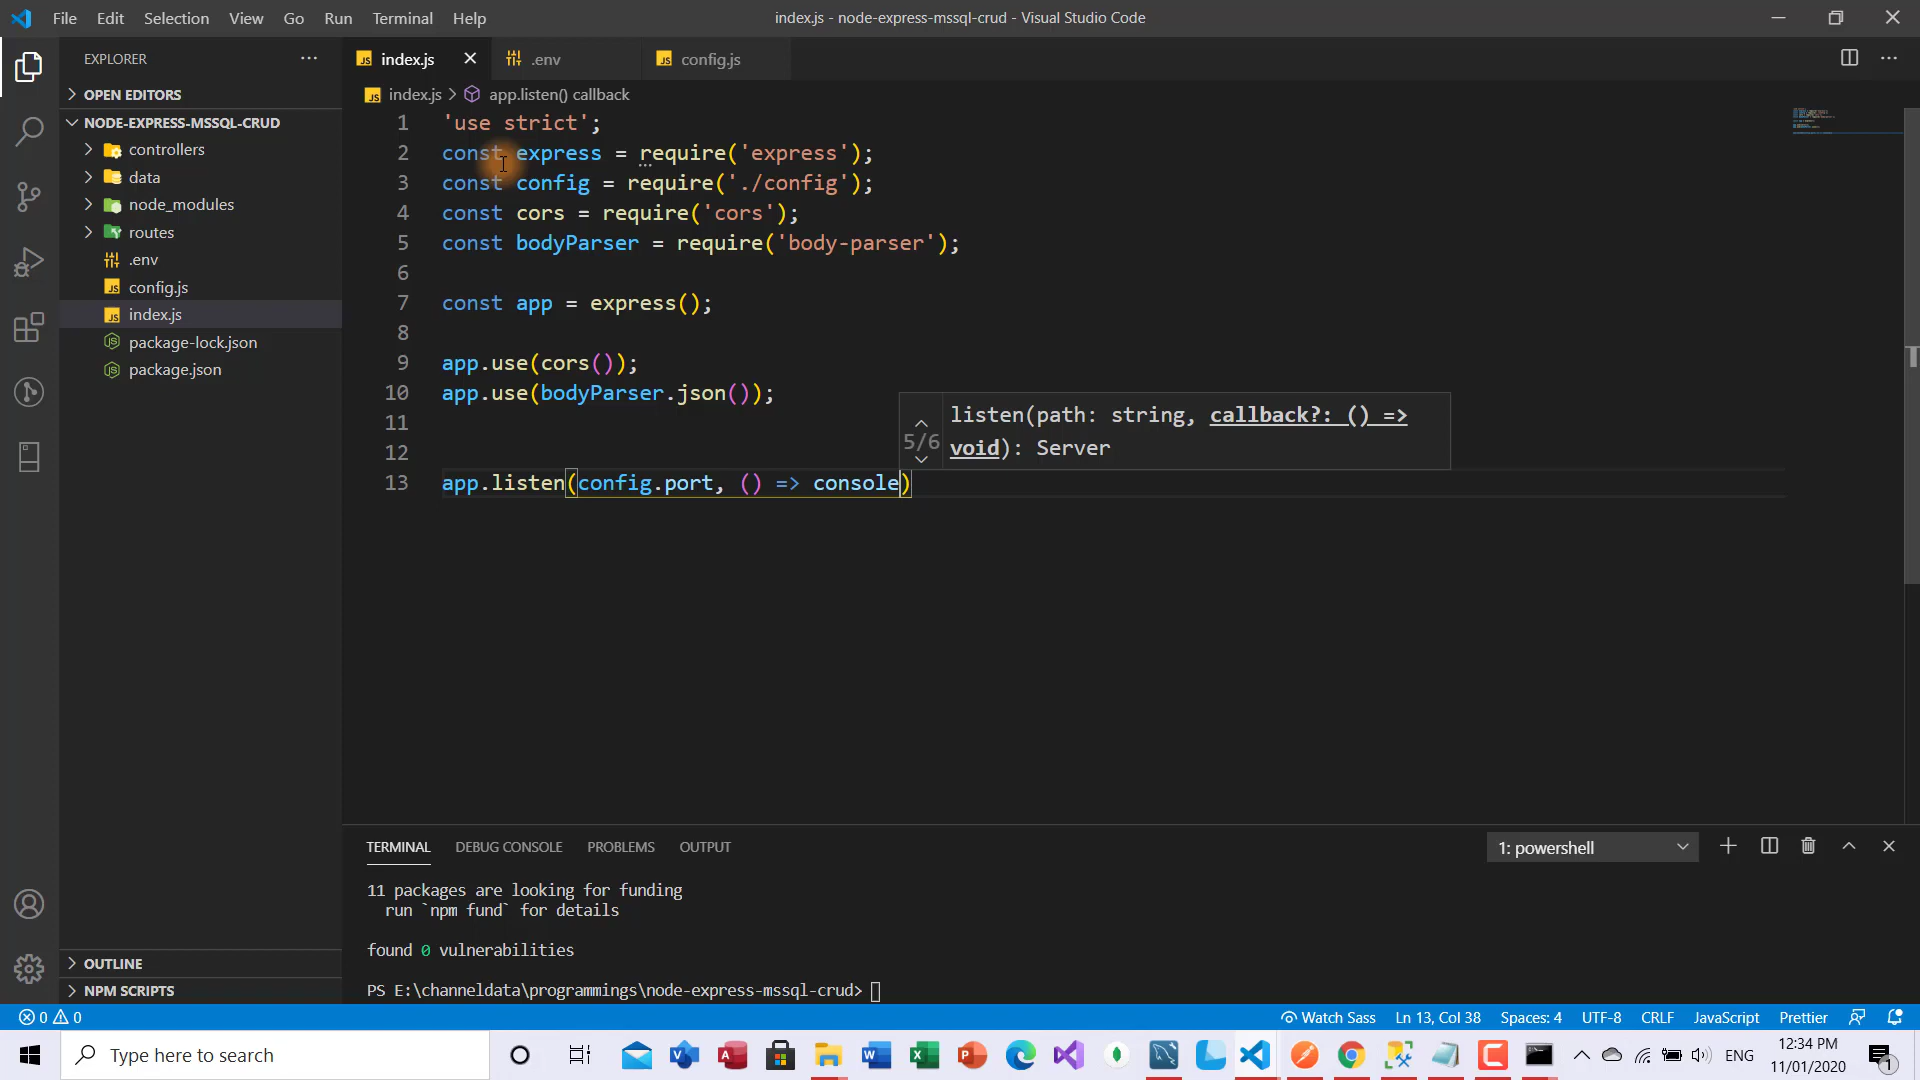 File Edit Selection View Go Run Terminal Help
index.js - node-express-mssql-crud - Visual Studio Code
EXPLORER
OPEN EDITORS
NODE-EXPRESS-MSSQL-CRUD
controllers
data
node_modules
routes
.env
config.js
index.js
package-lock.json
package.json
OUTLINE
NPM SCRIPTS
index.js .env config.js
index.js > app.listen() callback
1 'use strict';
2 const express = require('express');
3 const config = require('./config');
4 const cors = require('cors');
5 const bodyParser = require('body-parser');
6
7 const app = express();
8
9 app.use(cors());
10 app.use(bodyParser.json());
11
12
13 app.listen(config.port, () => console)
5/6
listen(path: string, callback?: () =>
void): Server
TERMINAL DEBUG CONSOLE PROBLEMS OUTPUT
1: powershell
11 packages are looking for funding
run `npm fund` for details
found 0 vulnerabilities
PS E:\channeldata\programmings\node-express-mssql-crud>
0 0
Watch Sass Ln 13, Col 38 Spaces: 4 UTF-8 CRLF JavaScript Prettier
Type here to search
ENG
12:34 PM
11/01/2020
1